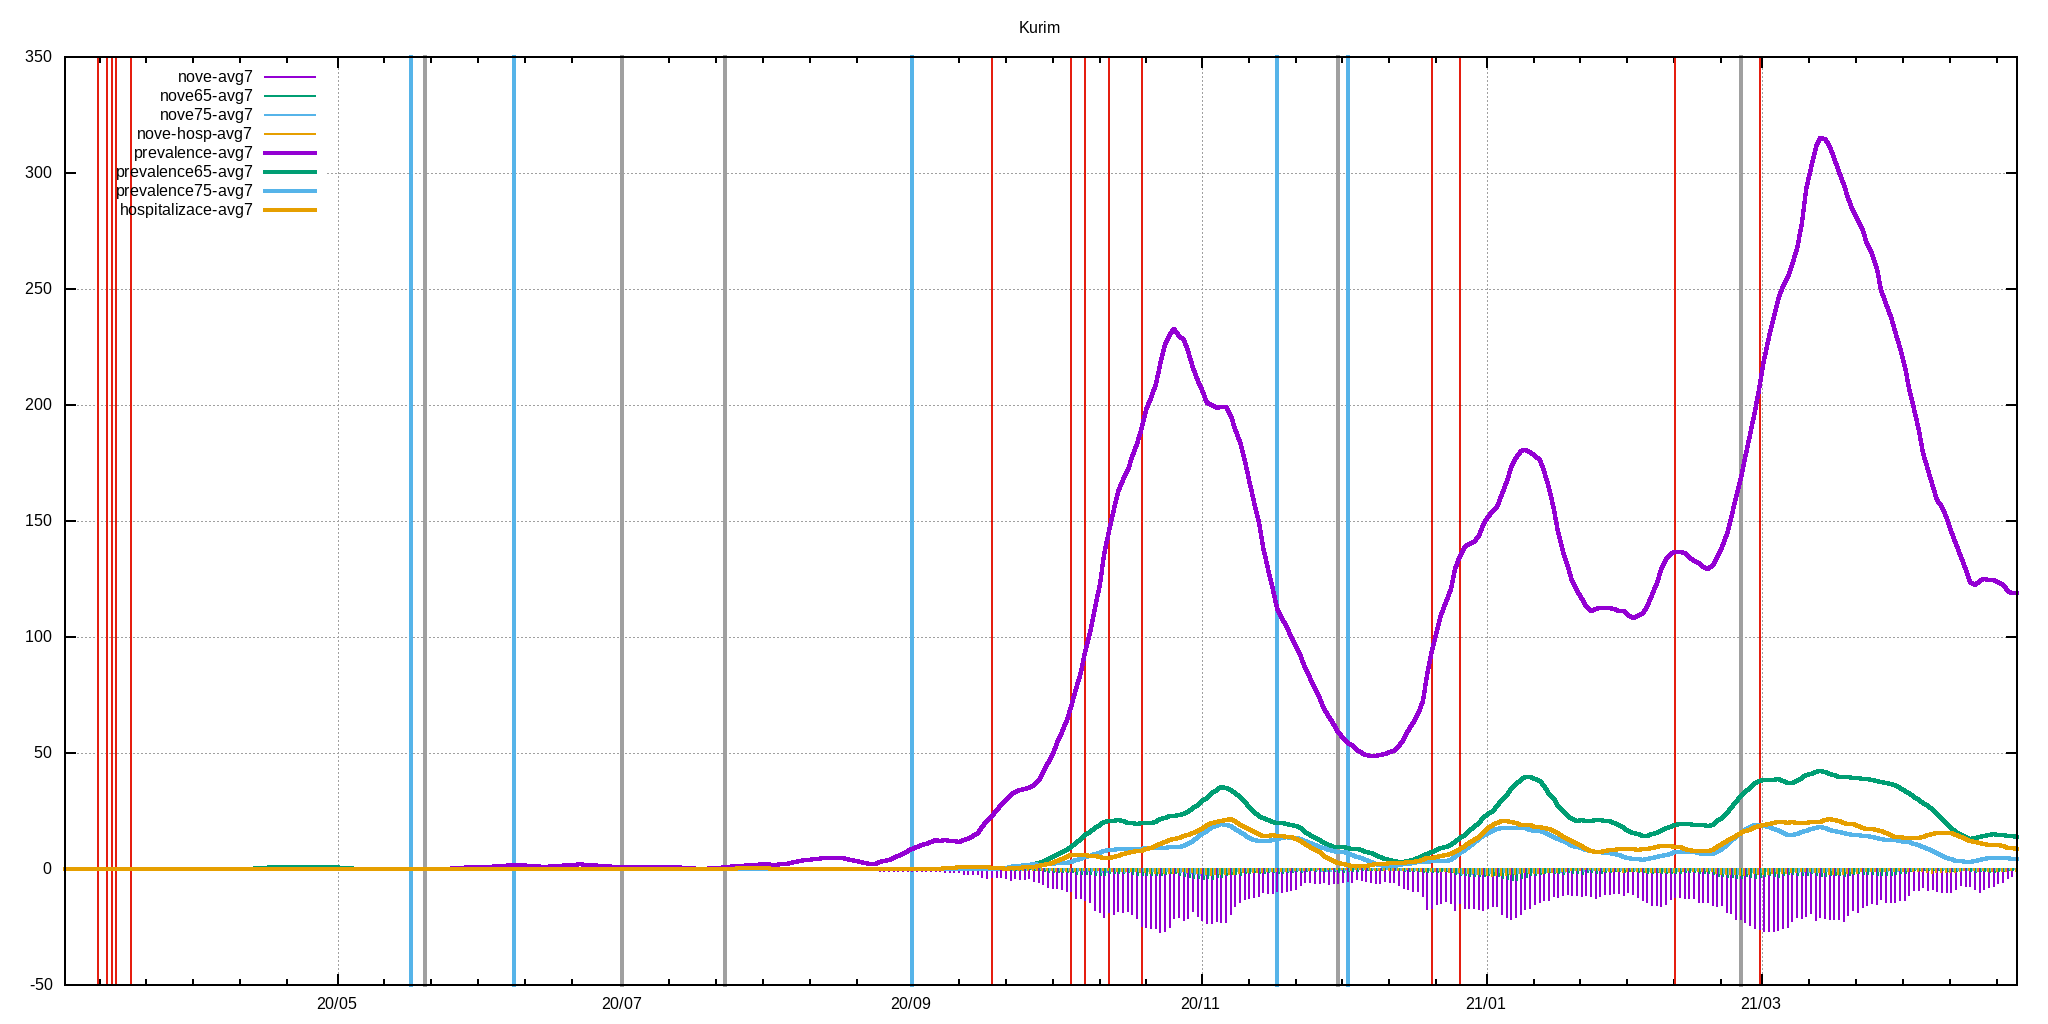 Kurim
350
300
250
200
150
100
50
0
-50
nove-avg7
nove65-avg7
nove75-avg7
nove-hosp-avg7
prevalence-avg7
prevalence65-avg7
prevalence75-avg7
hospitalizace-avg7
20/05
20/07
20/09
20/11
21/01
21/03